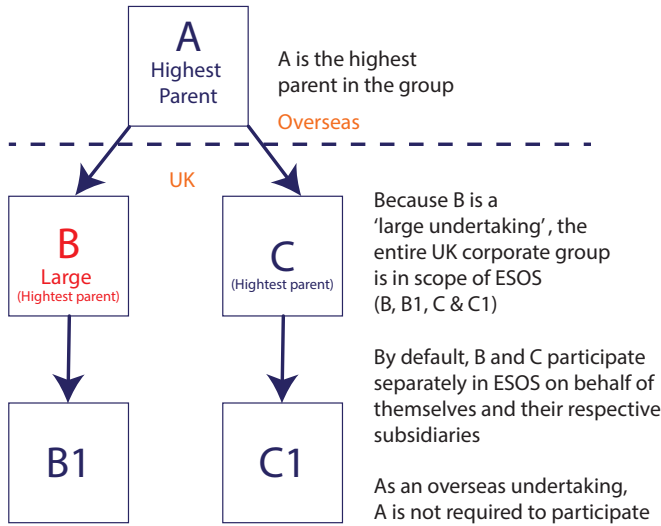 A
Highest
Parent
A is the highest
parent in the group
Overseas
UK
B
Large
(Hightest parent)
C
(Hightest parent)
Because B is a
'large undertaking', the
entire UK corporate group
is in scope of ESOS
(B, B1, C & C1)
By default, B and C participate
separately in ESOS on behalf of
themselves and their respective
subsidiaries
B1
C1
As an overseas undertaking,
A is not required to participate